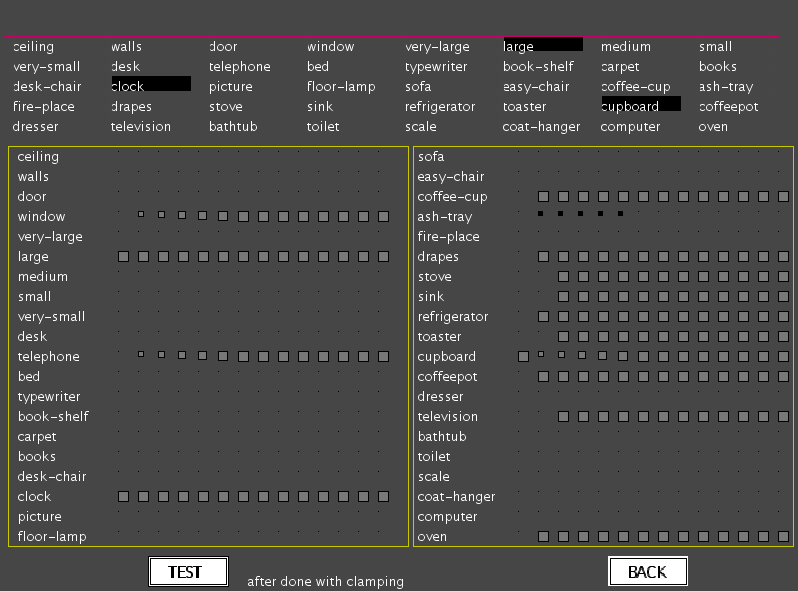 ceiling walls door window very-large large medium small
very-small desk telephone bed typewriter book-shelf carpet books
desk-chair clock picture floor-lamp sofa easy-chair coffee-cup ash-tray
fire-place drapes stove sink refrigerator toaster cupboard coffeepot
dresser television bathtub toilet scale coat-hanger computer oven
ceiling
walls
door
window
very-large
large
medium
small
very-small
desk
telephone
bed
typewriter
book-shelf
carpet
books
desk-chair
clock
picture
floor-lamp
sofa
easy-chair
coffee-cup
ash-tray
fire-place
drapes
stove
sink
refrigerator
toaster
cupboard
coffeepot
dresser
television
bathtub
toilet
scale
coat-hanger
computer
oven
TEST after done with clamping BACK